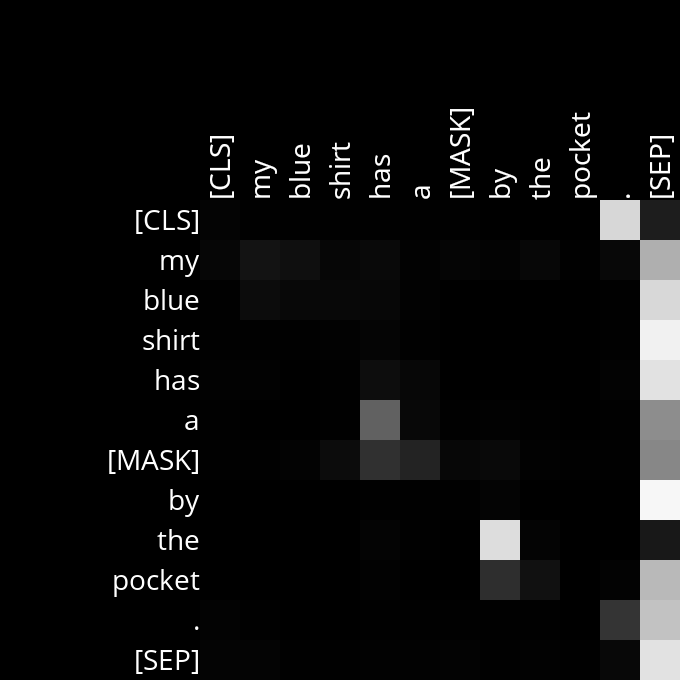 [CLS] my blue shirt has a [MASK] by the pocket . [SEP]
[CLS]
my
blue
shirt
has
a
[MASK]
by
the
pocket
.
[SEP]